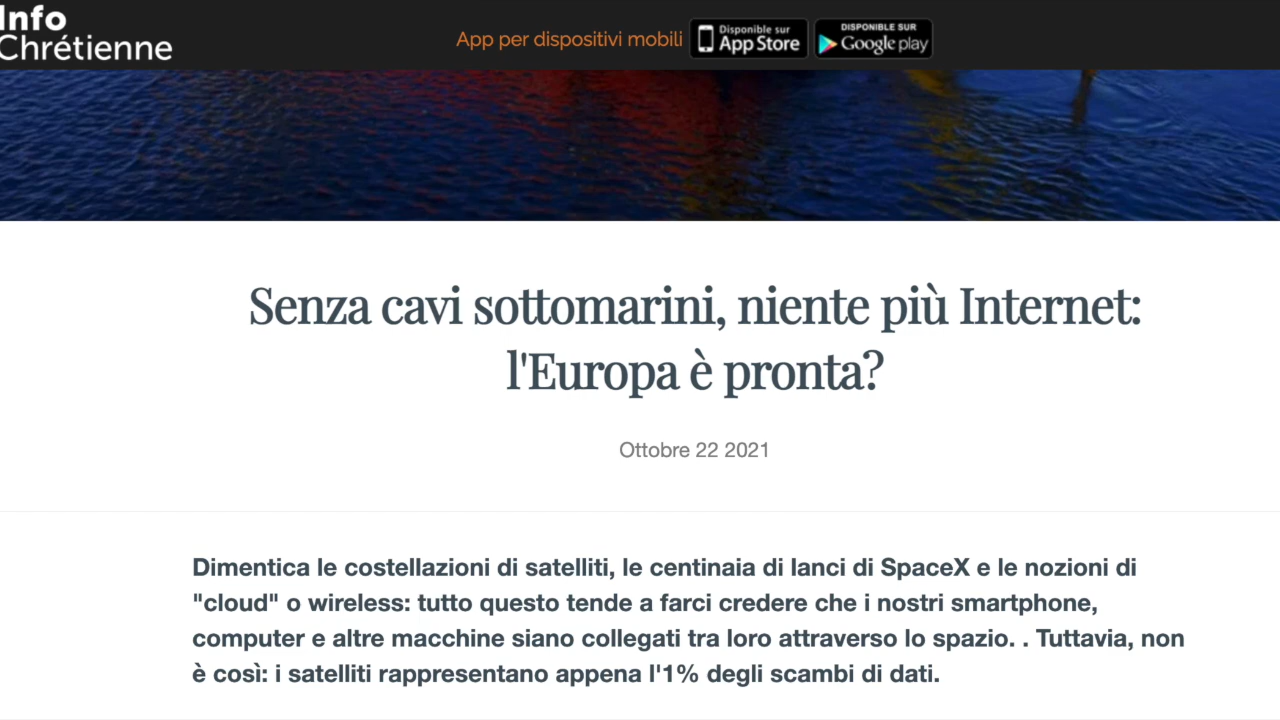 Info
Chrétienne
App per dispositivi mobili
Disponible sur
App Store
DISPONIBLE SUR
Google play
Senza cavi sottomarini, niente più Internet:
l'Europa è pronta?
Ottobre 22 2021
Dimentica le costellazioni di satelliti, le centinaia di lanci di SpaceX e le nozioni di
"cloud" o wireless: tutto questo tende a farci credere che i nostri smartphone,
computer e altre macchine siano collegati tra loro attraverso lo spazio. . Tuttavia, non
è così: i satelliti rappresentano appena l'1% degli scambi di dati.